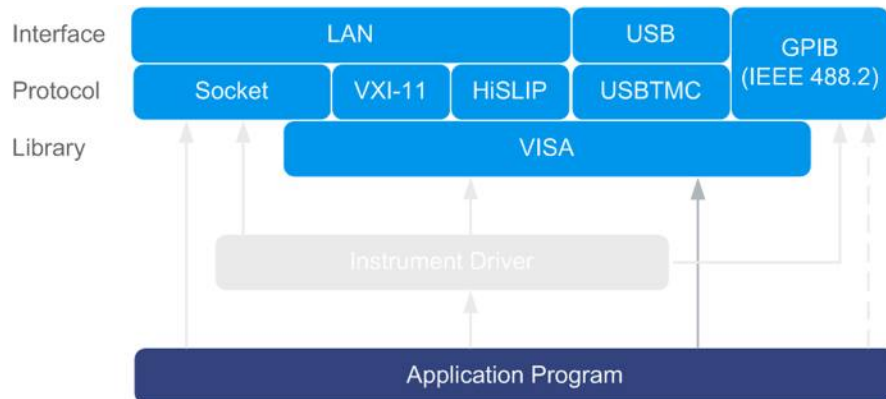 Interface
LAN
USB
GPIB
(IEEE 488.2)
Protocol
Socket
VXI-11
HiSLIP
USBTMC
Library
VISA
Instrument Driver
Application Program